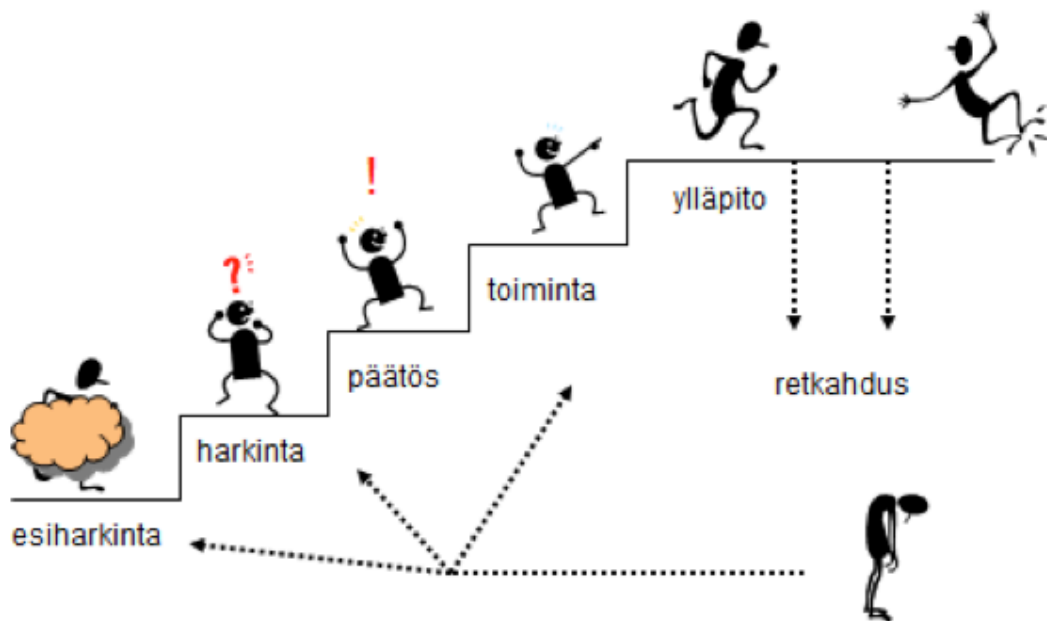 !
?
ylläpito
toiminta
päätös
retkahdus
harkinta
esiharkinta